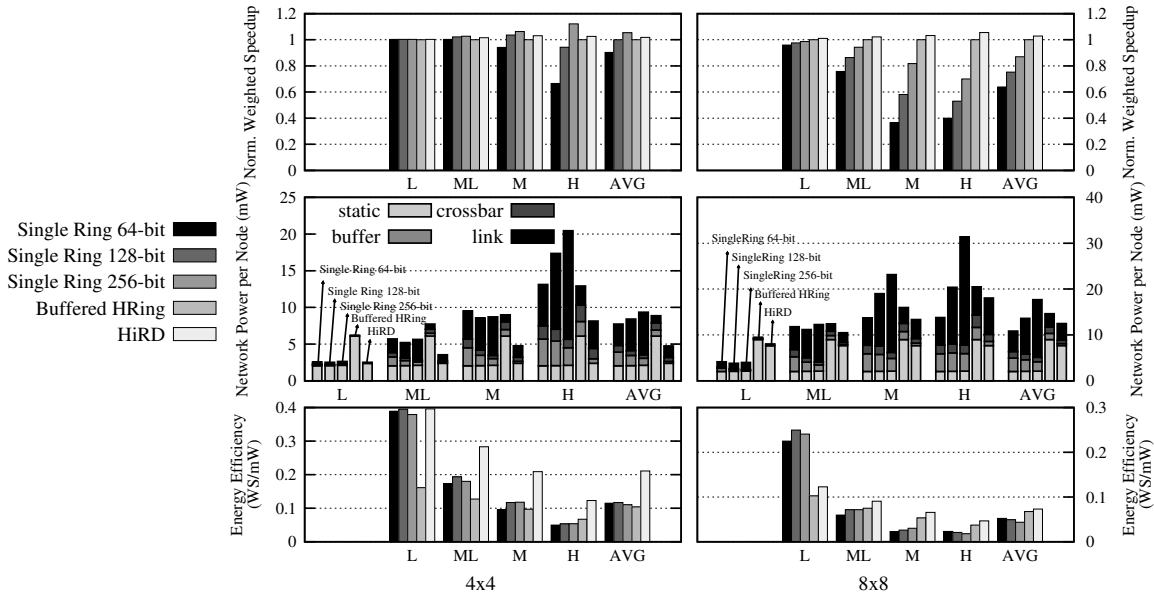 Single Ring 64-bit
Single Ring 128-bit
Single Ring 256-bit
Buffered HRing
HiRD
Norm. Weighted Speedup
1.2
1
0.8
0.6
0.4
0.2
0
L ML M H AVG
1.2
1
0.8
0.6
0.4
0.2
0
Norm. Weighted Speedup
L ML M H AVG
Network Power per Node (mW)
25
20
15
10
5
0
static crossbar
buffer link
Single Ring 64-bit
Single Ring 128-bit
Single Ring 256-bit
Buffered HRing
HiRD
L ML M H AVG
40
30
20
10
0
Network Power per Node (mW)
SingleRing 64-bit
SingleRing 128-bit
SingleRing 256-bit
Buffered HRing
HiRD
L ML M H AVG
Energy Efficiency
(WS/mW)
0.4
0.3
0.2
0.1
0
L ML M H AVG
4x4
0.3
0.2
0.1
0
Energy Efficiency
(WS/mW)
L ML M H AVG
8x8